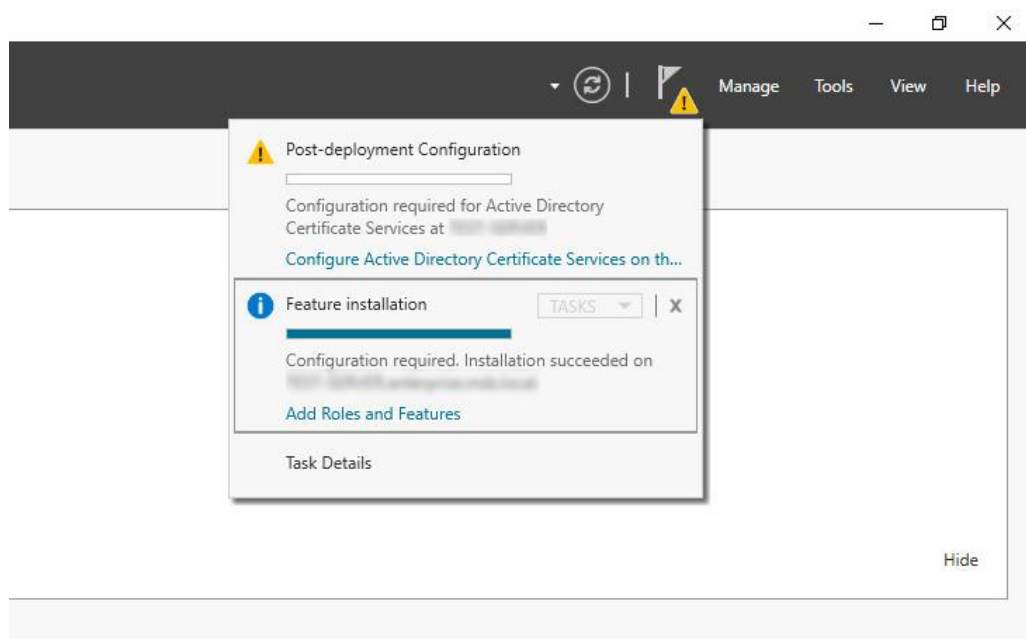 Manage Tools View Help
Post-deployment Configuration
Configuration required for Active Directory
Certificate Services at
Configure Active Directory Certificate Services on th...
Feature installation
TASKS
X
Configuration required. Installation succeeded on
Add Roles and Features
Task Details
Hide